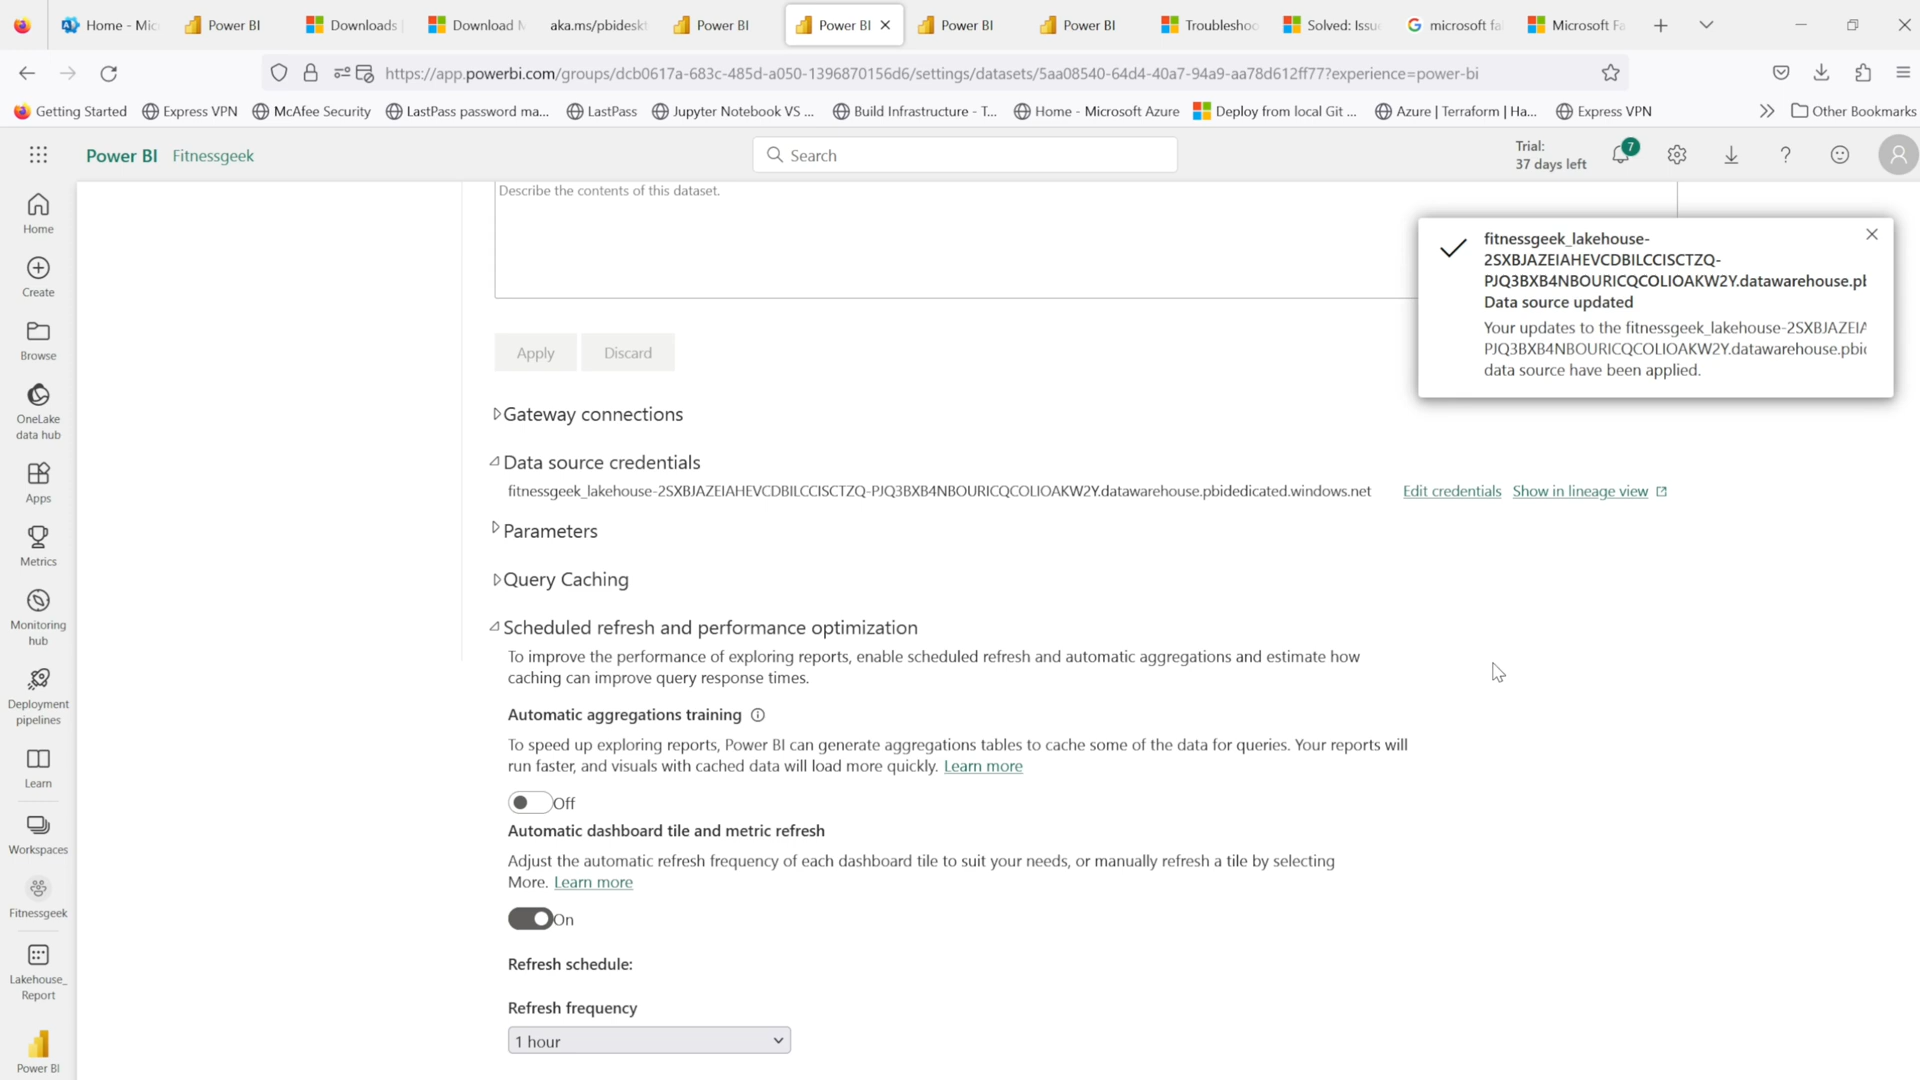 Home - Mic
Power BI
Downloads
Download M
aka.ms/pbideskt
Power BI
Power BI
Power BI
Power BI
Troubleshoo
Solved: Issue
microsoft fa
Microsoft Fa
https://app.powerbi.com/groups/dcb0617a-683c-485d-a050-1396870156d6/settings/datasets/5aa08540-64d4-40a7-94a9-aa78d612ff77?experience=power-bi
Getting Started
Express VPN
McAfee Security
LastPass password ma...
LastPass
Jupyter Notebook VS ...
Build Infrastructure - T...
Home - Microsoft Azure
Deploy from local Git ...
Azure | Terraform | Ha...
Express VPN
Other Bookmarks
Power BI Fitnessgeek
Search
Trial:
37 days left
7
Home
Create
Browse
OneLake
data hub
Apps
Metrics
Monitoring
hub
Deployment
pipelines
Learn
Workspaces
Fitnessgeek
Lakehouse_
Report
Power BI
Describe the contents of this dataset.
Apply
Discard
Gateway connections
Data source credentials
fitnessgeek_lakehouse-2SXBJAZEIAHEVCDBILCCISCTZQ-PJQ3BXB4NBOURICQCOLIOAKW2Y.datawarehouse.pbidedicated.windows.net
Edit credentials
Show in lineage view
Parameters
Query Caching
Scheduled refresh and performance optimization
To improve the performance of exploring reports, enable scheduled refresh and automatic aggregations and estimate how
caching can improve query response times.
Automatic aggregations training
To speed up exploring reports, Power BI can generate aggregations tables to cache some of the data for queries. Your reports will
run faster, and visuals with cached data will load more quickly. Learn more
Off
Automatic dashboard tile and metric refresh
Adjust the automatic refresh frequency of each dashboard tile to suit your needs, or manually refresh a tile by selecting
More. Learn more
On
Refresh schedule:
Refresh frequency
1 hour
fitnessgeek_lakehouse-
2SXBJAZEIAHEVCDBILCCISCTZQ-
PJQ3BXB4NBOURICQCOLIOAKW2Y.datawarehouse.pb
Data source updated
Your updates to the fitnessgeek_lakehouse-2SXBJAZEIA
PJQ3BXB4NBOURICQCOLIOAKW2Y.datawarehouse.pbi
data source have been applied.